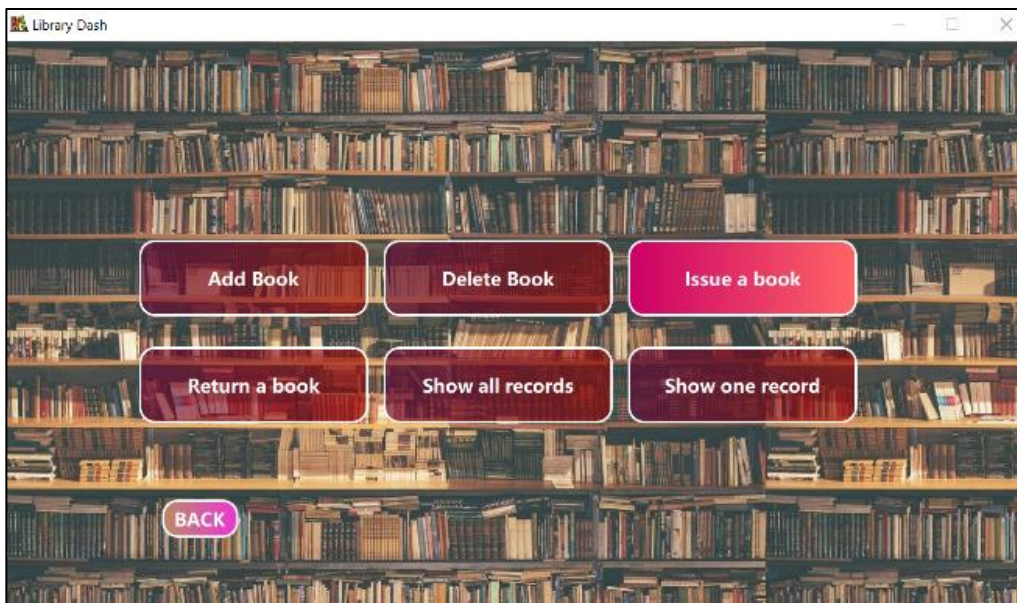 Library Dash
Add Book
Delete Book
Issue a book
Return a book
Show all records
Show one record
BACK